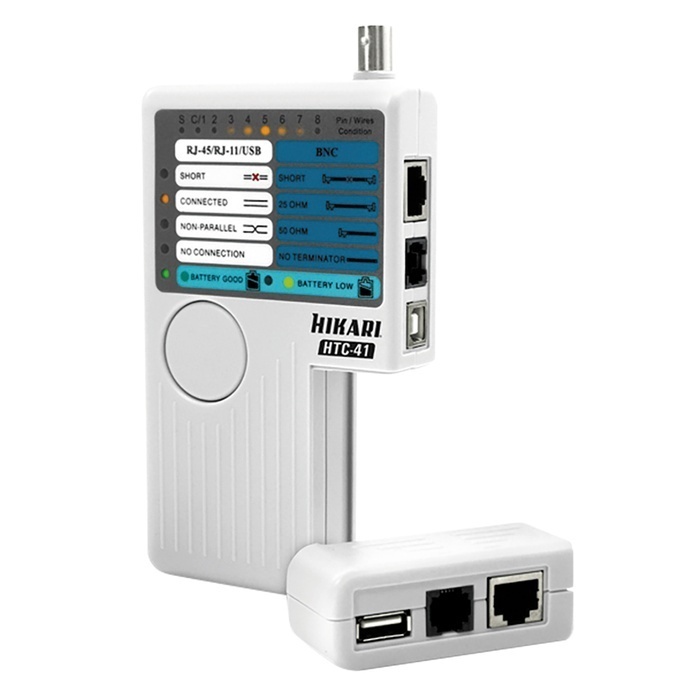 S C/1 2 3 4 5 6 7 8 Pin / Wires
Condition
RJ-45/RJ-11/USB BNC
SHORT SHORT
CONNECTED 25 OHM
NON-PARALLEL 50 OHM
NO CONNECTION NO TERMINATOR
BATTERY GOOD BATTERY LOW
HIKARI
HTC-41